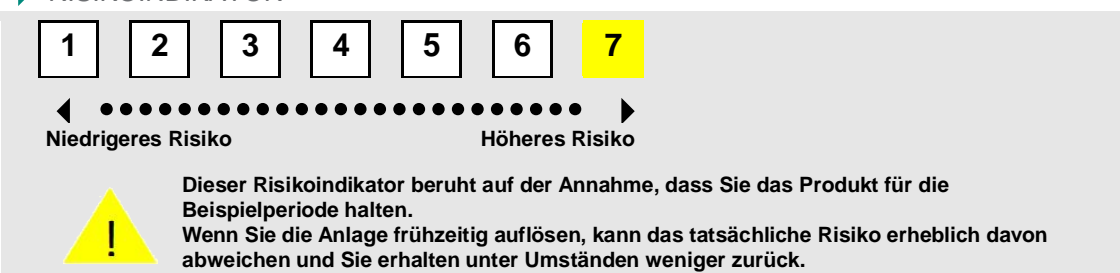 RISIKOINDIKATOR
1 2 3 4 5 6 7
Niedrigeres Risiko Höheres Risiko
Dieser Risikoindikator beruht auf der Annahme, dass Sie das Produkt für die
Beispielperiode halten.
Wenn Sie die Anlage frühzeitig auflösen, kann das tatsächliche Risiko erheblich davon
abweichen und Sie erhalten unter Umständen weniger zurück.
!